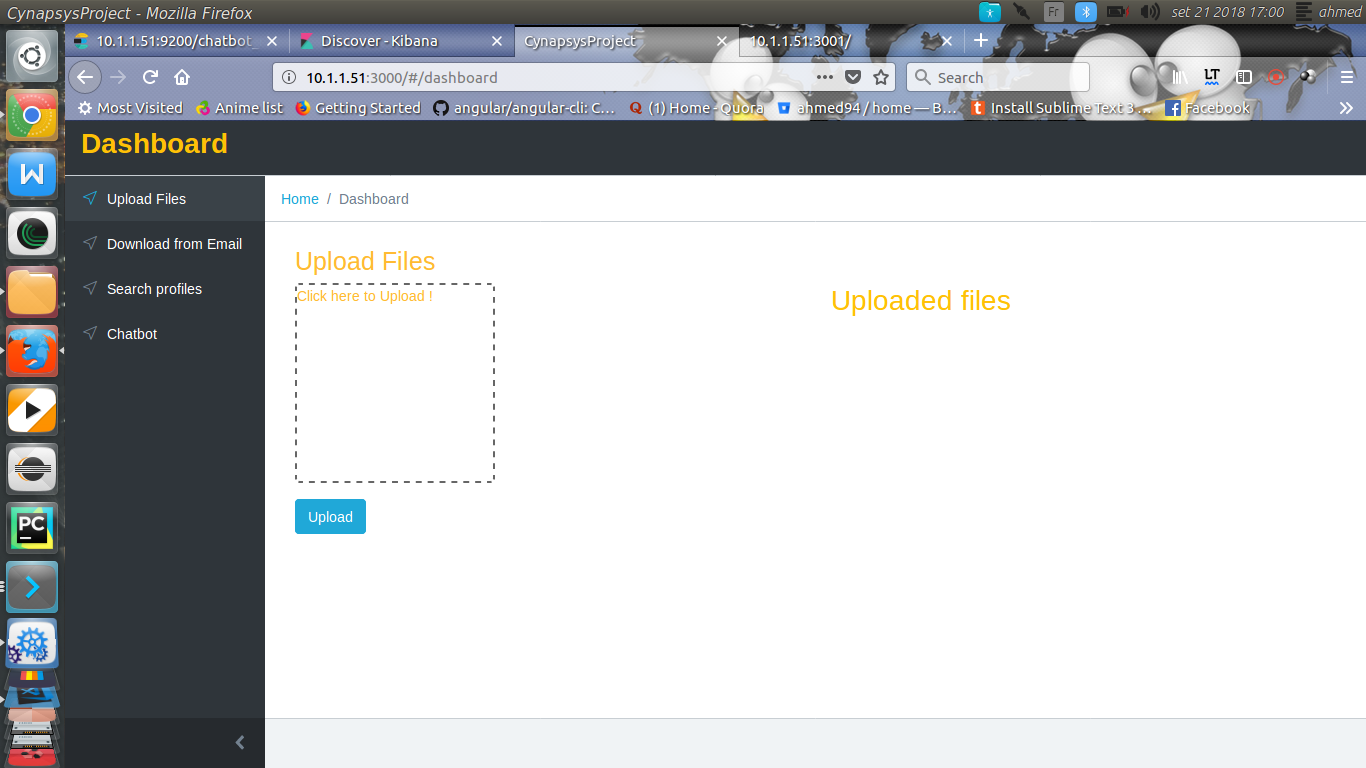 CynapsysProject - Mozilla Firefox
Fr
set 21 2018 17:00
ahmed
10.1.1.51:9200/chatbot_
Discover - Kibana
CynapsysProject
10.1.1.51:3001/
10.1.1.51:3000/#/dashboard
Search
LT
Most Visited
Anime list
Getting Started
angular/angular-cli: C…
(1) Home - Quora
ahmed94 / home — B…
Install Sublime Text 3 …
Facebook
Dashboard
Upload Files
Download from Email
Search profiles
Chatbot
Home / Dashboard
Upload Files
Click here to Upload !
Upload
Uploaded files
W
PC